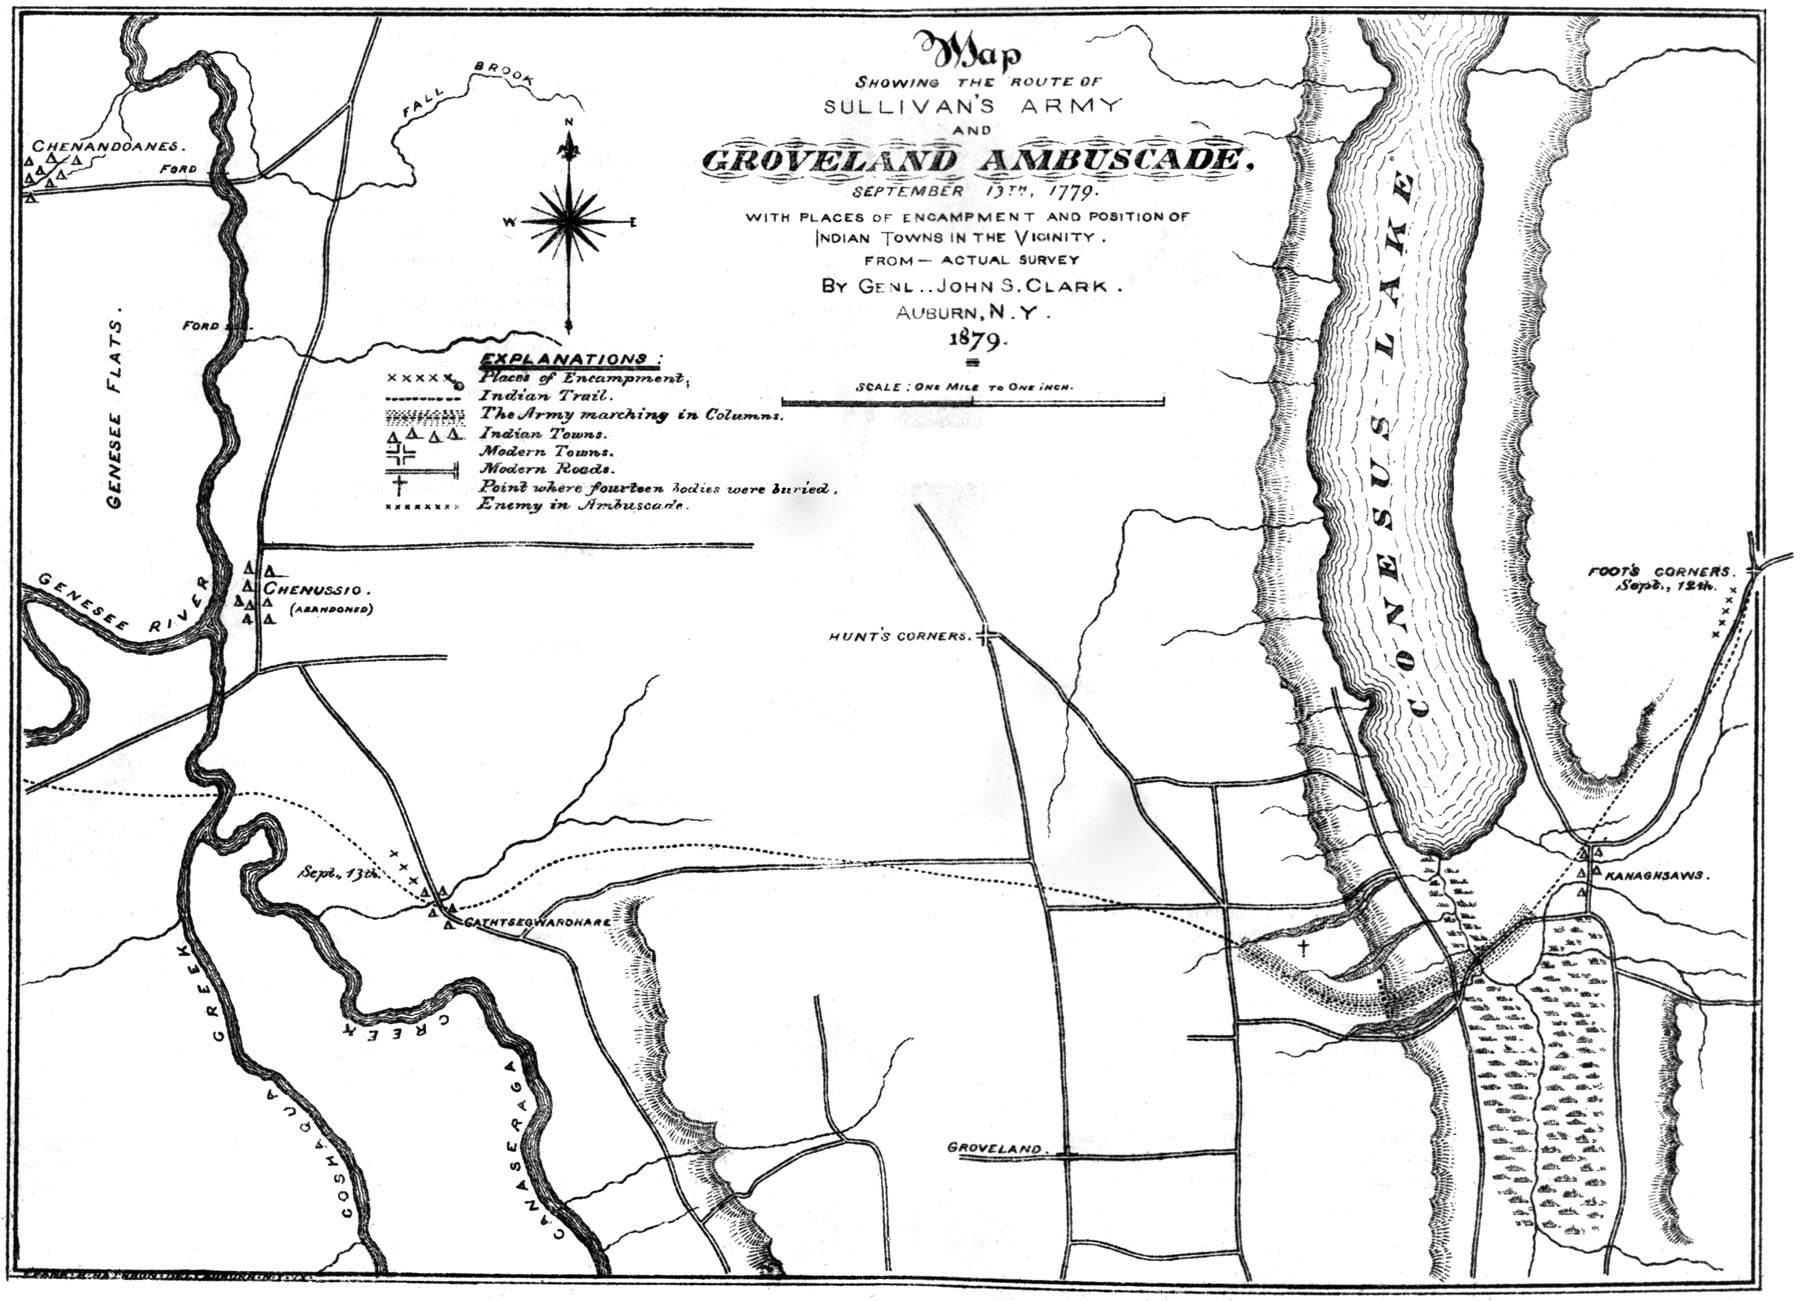 Map
SHOWING THE ROUTE OF
SULLIVAN'S ARMY
AND
GROVELAND AMBUSCADE,
SEPTEMBER 13TH, 1779.
WITH PLACES OF ENCAMPMENT AND POSITION OF
INDIAN TOWNS IN THE VICINITY.
FROM — ACTUAL SURVEY
BY GENL.. JOHN S. CLARK.
AUBURN, N.Y.
1879.
SCALE: ONE MILE TO ONE INCH.
N
W
E
S
EXPLANATIONS:
Places of Encampment,
Indian Trail.
The Army marching in Columns.
Indian Towns.
Modern Towns.
Modern Roads.
Point where fourteen bodies were buried.
Enemy in Ambuscade.
FALL BROOK
CHENANDOANES.
FORD
FORD
GENESEE FLATS.
GENESEE RIVER
CHENUSSIO.
(ABANDONED)
HUNT'S CORNERS.
CONESUS LAKE.
FOOT'S CORNERS.
Sept., 12th.
KANAGHSAWS.
Sept., 13th.
GATHTSEGWAROHARE
COSHAQUA CREEK
CANASERAGA CREEK
GROVELAND.